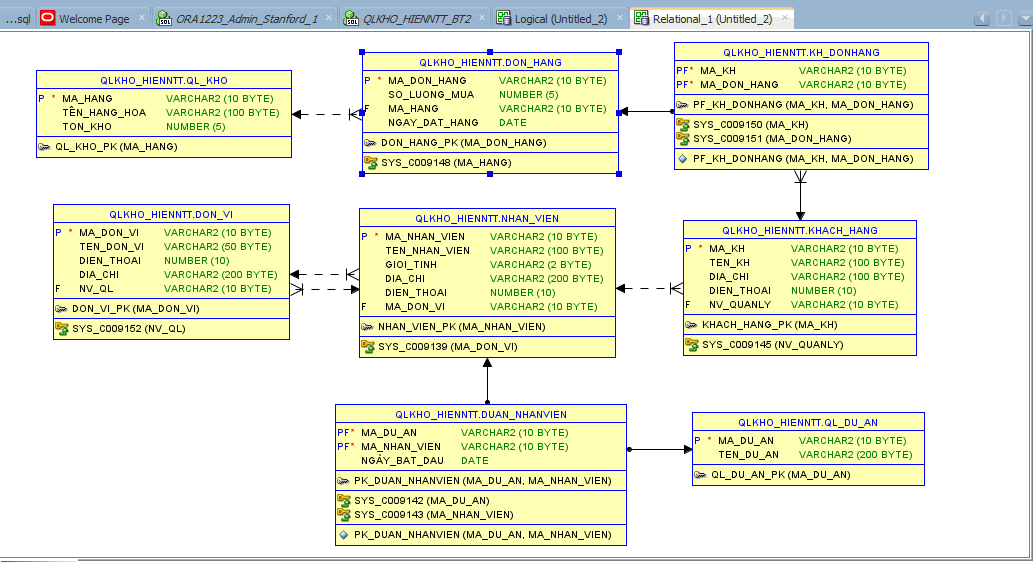 ...sql
Welcome Page
ORA1223_Admin_Stanford_1
QLKHO_HIENNTT_BT2
Logical (Untitled_2)
Relational_1 (Untitled_2)
QLKHO_HIENNTT.QL_KHO
P * MA_HANG VARCHAR2 (10 BYTE)
TEN_HANG_HOA VARCHAR2 (100 BYTE)
TON_KHO NUMBER (5)
QL_KHO_PK (MA_HANG)
QLKHO_HIENNTT.DON_HANG
P * MA_DON_HANG VARCHAR2 (10 BYTE)
SO_LUONG_MUA NUMBER (5)
F MA_HANG VARCHAR2 (10 BYTE)
NGAY_DAT_HANG DATE
DON_HANG_PK (MA_DON_HANG)
SYS_C009148 (MA_HANG)
QLKHO_HIENNTT.KH_DONHANG
PF* MA_KH VARCHAR2 (10 BYTE)
PF* MA_DON_HANG VARCHAR2 (10 BYTE)
PF_KH_DONHANG (MA_KH, MA_DON_HANG)
SYS_C009150 (MA_KH)
SYS_C009151 (MA_DON_HANG)
PF_KH_DONHANG (MA_KH, MA_DON_HANG)
QLKHO_HIENNTT.DON_VI
P * MA_DON_VI VARCHAR2 (10 BYTE)
TEN_DON_VI VARCHAR2 (50 BYTE)
DIEN_THOAI NUMBER (10)
DIA_CHI VARCHAR2 (200 BYTE)
F NV_QL VARCHAR2 (10 BYTE)
DON_VI_PK (MA_DON_VI)
SYS_C009152 (NV_QL)
QLKHO_HIENNTT.NHAN_VIEN
P * MA_NHAN_VIEN VARCHAR2 (10 BYTE)
TEN_NHAN_VIEN VARCHAR2 (100 BYTE)
GIOI_TINH VARCHAR2 (2 BYTE)
DIA_CHI VARCHAR2 (200 BYTE)
DIEN_THOAI NUMBER (10)
F MA_DON_VI VARCHAR2 (10 BYTE)
NHAN_VIEN_PK (MA_NHAN_VIEN)
SYS_C009139 (MA_DON_VI)
QLKHO_HIENNTT.KHACH_HANG
P * MA_KH VARCHAR2 (10 BYTE)
TEN_KH VARCHAR2 (100 BYTE)
DIA_CHI VARCHAR2 (100 BYTE)
DIEN_THOAI NUMBER (10)
F NV_QUANLY VARCHAR2 (10 BYTE)
KHACH_HANG_PK (MA_KH)
SYS_C009145 (NV_QUANLY)
QLKHO_HIENNTT.DUAN_NHANVIEN
PF* MA_DU_AN VARCHAR2 (10 BYTE)
PF* MA_NHAN_VIEN VARCHAR2 (10 BYTE)
NGAY_BAT_DAU DATE
PK_DUAN_NHANVIEN (MA_DU_AN, MA_NHAN_VIEN)
SYS_C009142 (MA_DU_AN)
SYS_C009143 (MA_NHAN_VIEN)
PK_DUAN_NHANVIEN (MA_DU_AN, MA_NHAN_VIEN)
QLKHO_HIENNTT.QL_DU_AN
P * MA_DU_AN VARCHAR2 (10 BYTE)
TEN_DU_AN VARCHAR2 (200 BYTE)
QL_DU_AN_PK (MA_DU_AN)